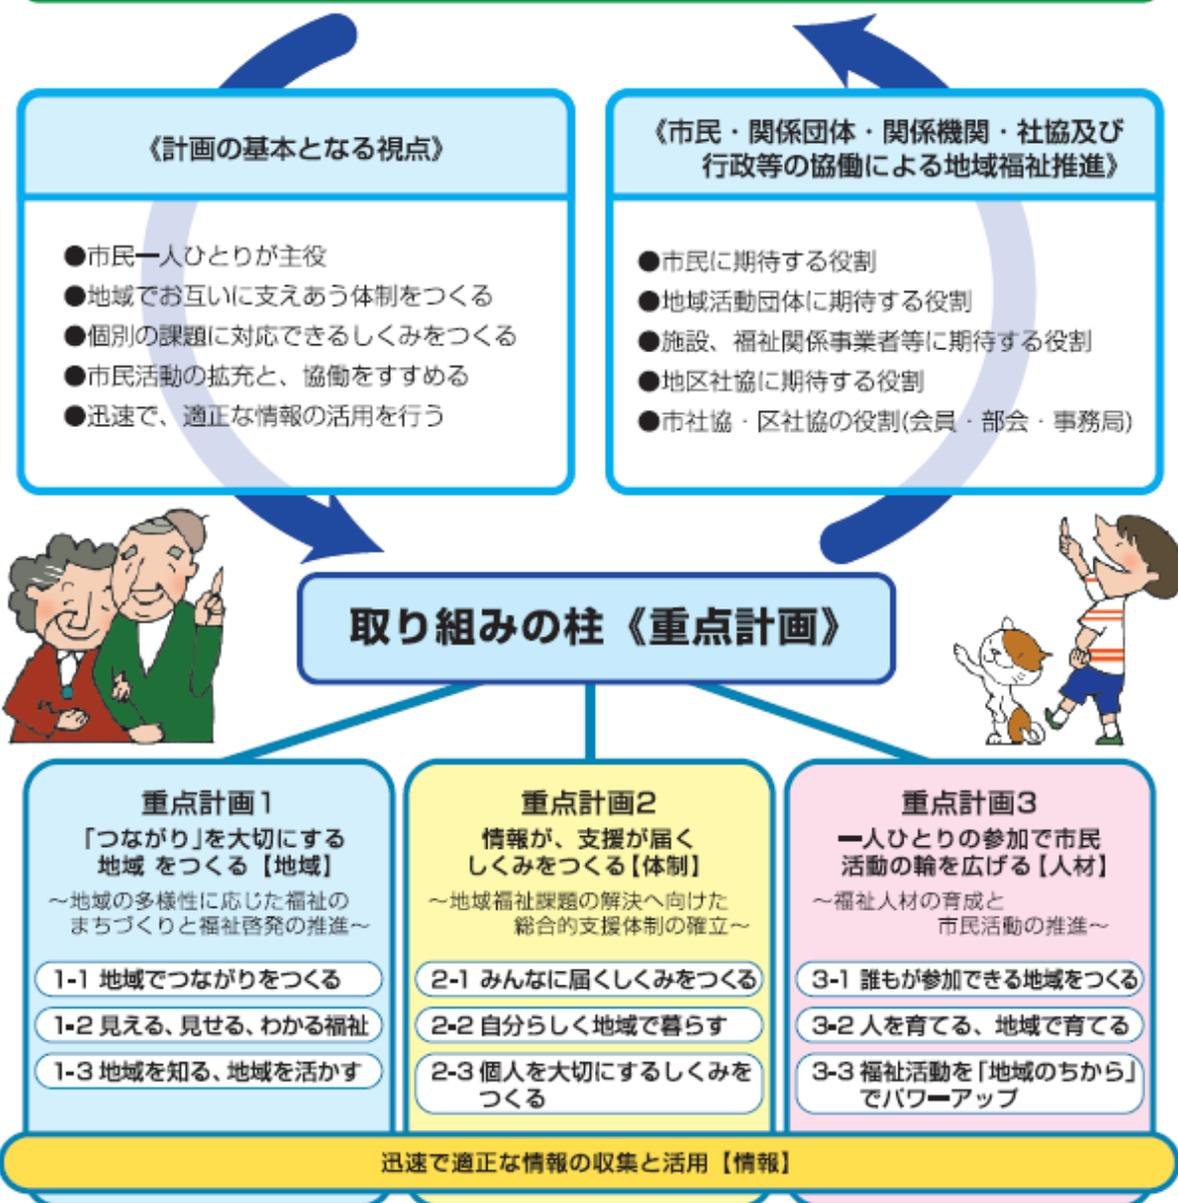 《計画の基本となる視点》
●市民一人ひとりが主役
●地域でお互いに支えあう体制をつくる
●個別の課題に対応できるしくみをつくる
●市民活動の拡充と、協働をすすめる
●迅速で、適正な情報の活用を行う
《市民・関係団体・関係機関・社協及び
行政等の協働による地域福祉推進》
●市民に期待する役割
●地域活動団体に期待する役割
●施設、福祉関係事業者等に期待する役割
●地区社協に期待する役割
●市社協・区社協の役割(会員・部会・事務局)
取り組みの柱《重点計画》
重点計画1
「つながり」を大切にする
地域 をつくる【地域】
～地域の多様性に応じた福祉の
まちづくりと福祉啓発の推進～
1-1 地域でつながりをつくる
1-2 見える、見せる、わかる福祉
1-3 地域を知る、地域を活かす
重点計画2
情報が、支援が届く
しくみをつくる【体制】
～地域福祉課題の解決へ向けた
総合的支援体制の確立～
2-1 みんなに届くしくみをつくる
2-2 自分らしく地域で暮らす
2-3 個人を大切にするしくみを
つくる
重点計画3
一人ひとりの参加で市民
活動の輪を広げる【人材】
～福祉人材の育成と
市民活動の推進～
3-1 誰もが参加できる地域をつくる
3-2 人を育てる、地域で育てる
3-3 福祉活動を「地域のちから」
でパワーアップ
迅速で適正な情報の収集と活用【情報】